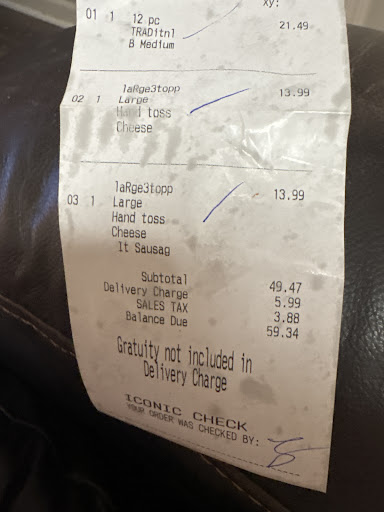 xy:
01 1 12 pc 21.49
TRADitnl
B Medium
laRge3topp
02 1 Large 13.99
Hand toss
Cheese
laRge3topp
03 1 Large 13.99
Hand toss
Cheese
It Sausag
Subtotal 49.47
Delivery Charge 5.99
SALES TAX 3.88
Balance Due 59.34
Gratuity not included in
Delivery Charge
ICONIC CHECK
YOUR ORDER WAS CHECKED BY: